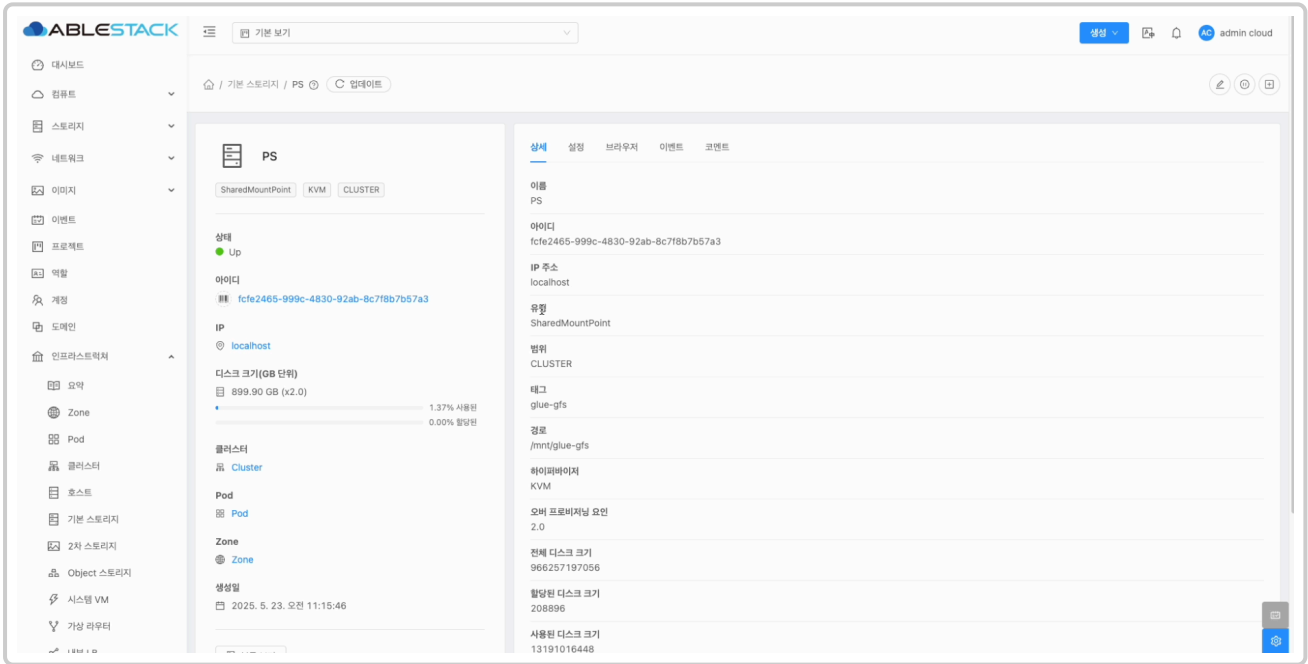 ABLESTACK
기본 보기
생성
admin cloud
대시보드
컴퓨트
스토리지
네트워크
이미지
이벤트
프로젝트
역할
계정
도메인
인프라스트럭쳐
요약
Zone
Pod
클러스터
호스트
기본 스토리지
2차 스토리지
Object 스토리지
시스템 VM
가상 라우터
/ 기본 스토리지 / PS
업데이트
PS
SharedMountPoint KVM CLUSTER
상태
Up
아이디
fcfe2465-999c-4830-92ab-8c7f8b7b57a3
IP
localhost
디스크 크기(GB 단위)
899.90 GB (x2.0)
1.37% 사용된
0.00% 할당된
클러스터
Cluster
Pod
Pod
Zone
Zone
생성일
2025. 5. 23. 오전 11:15:46
상세 설정 브라우저 이벤트 코멘트
이름
PS
아이디
fcfe2465-999c-4830-92ab-8c7f8b7b57a3
IP 주소
localhost
유형
SharedMountPoint
범위
CLUSTER
태그
glue-gfs
경로
/mnt/glue-gfs
하이퍼바이저
KVM
오버 프로비저닝 요인
2.0
전체 디스크 크기
966257197056
할당된 디스크 크기
208896
사용된 디스크 크기
13191016448